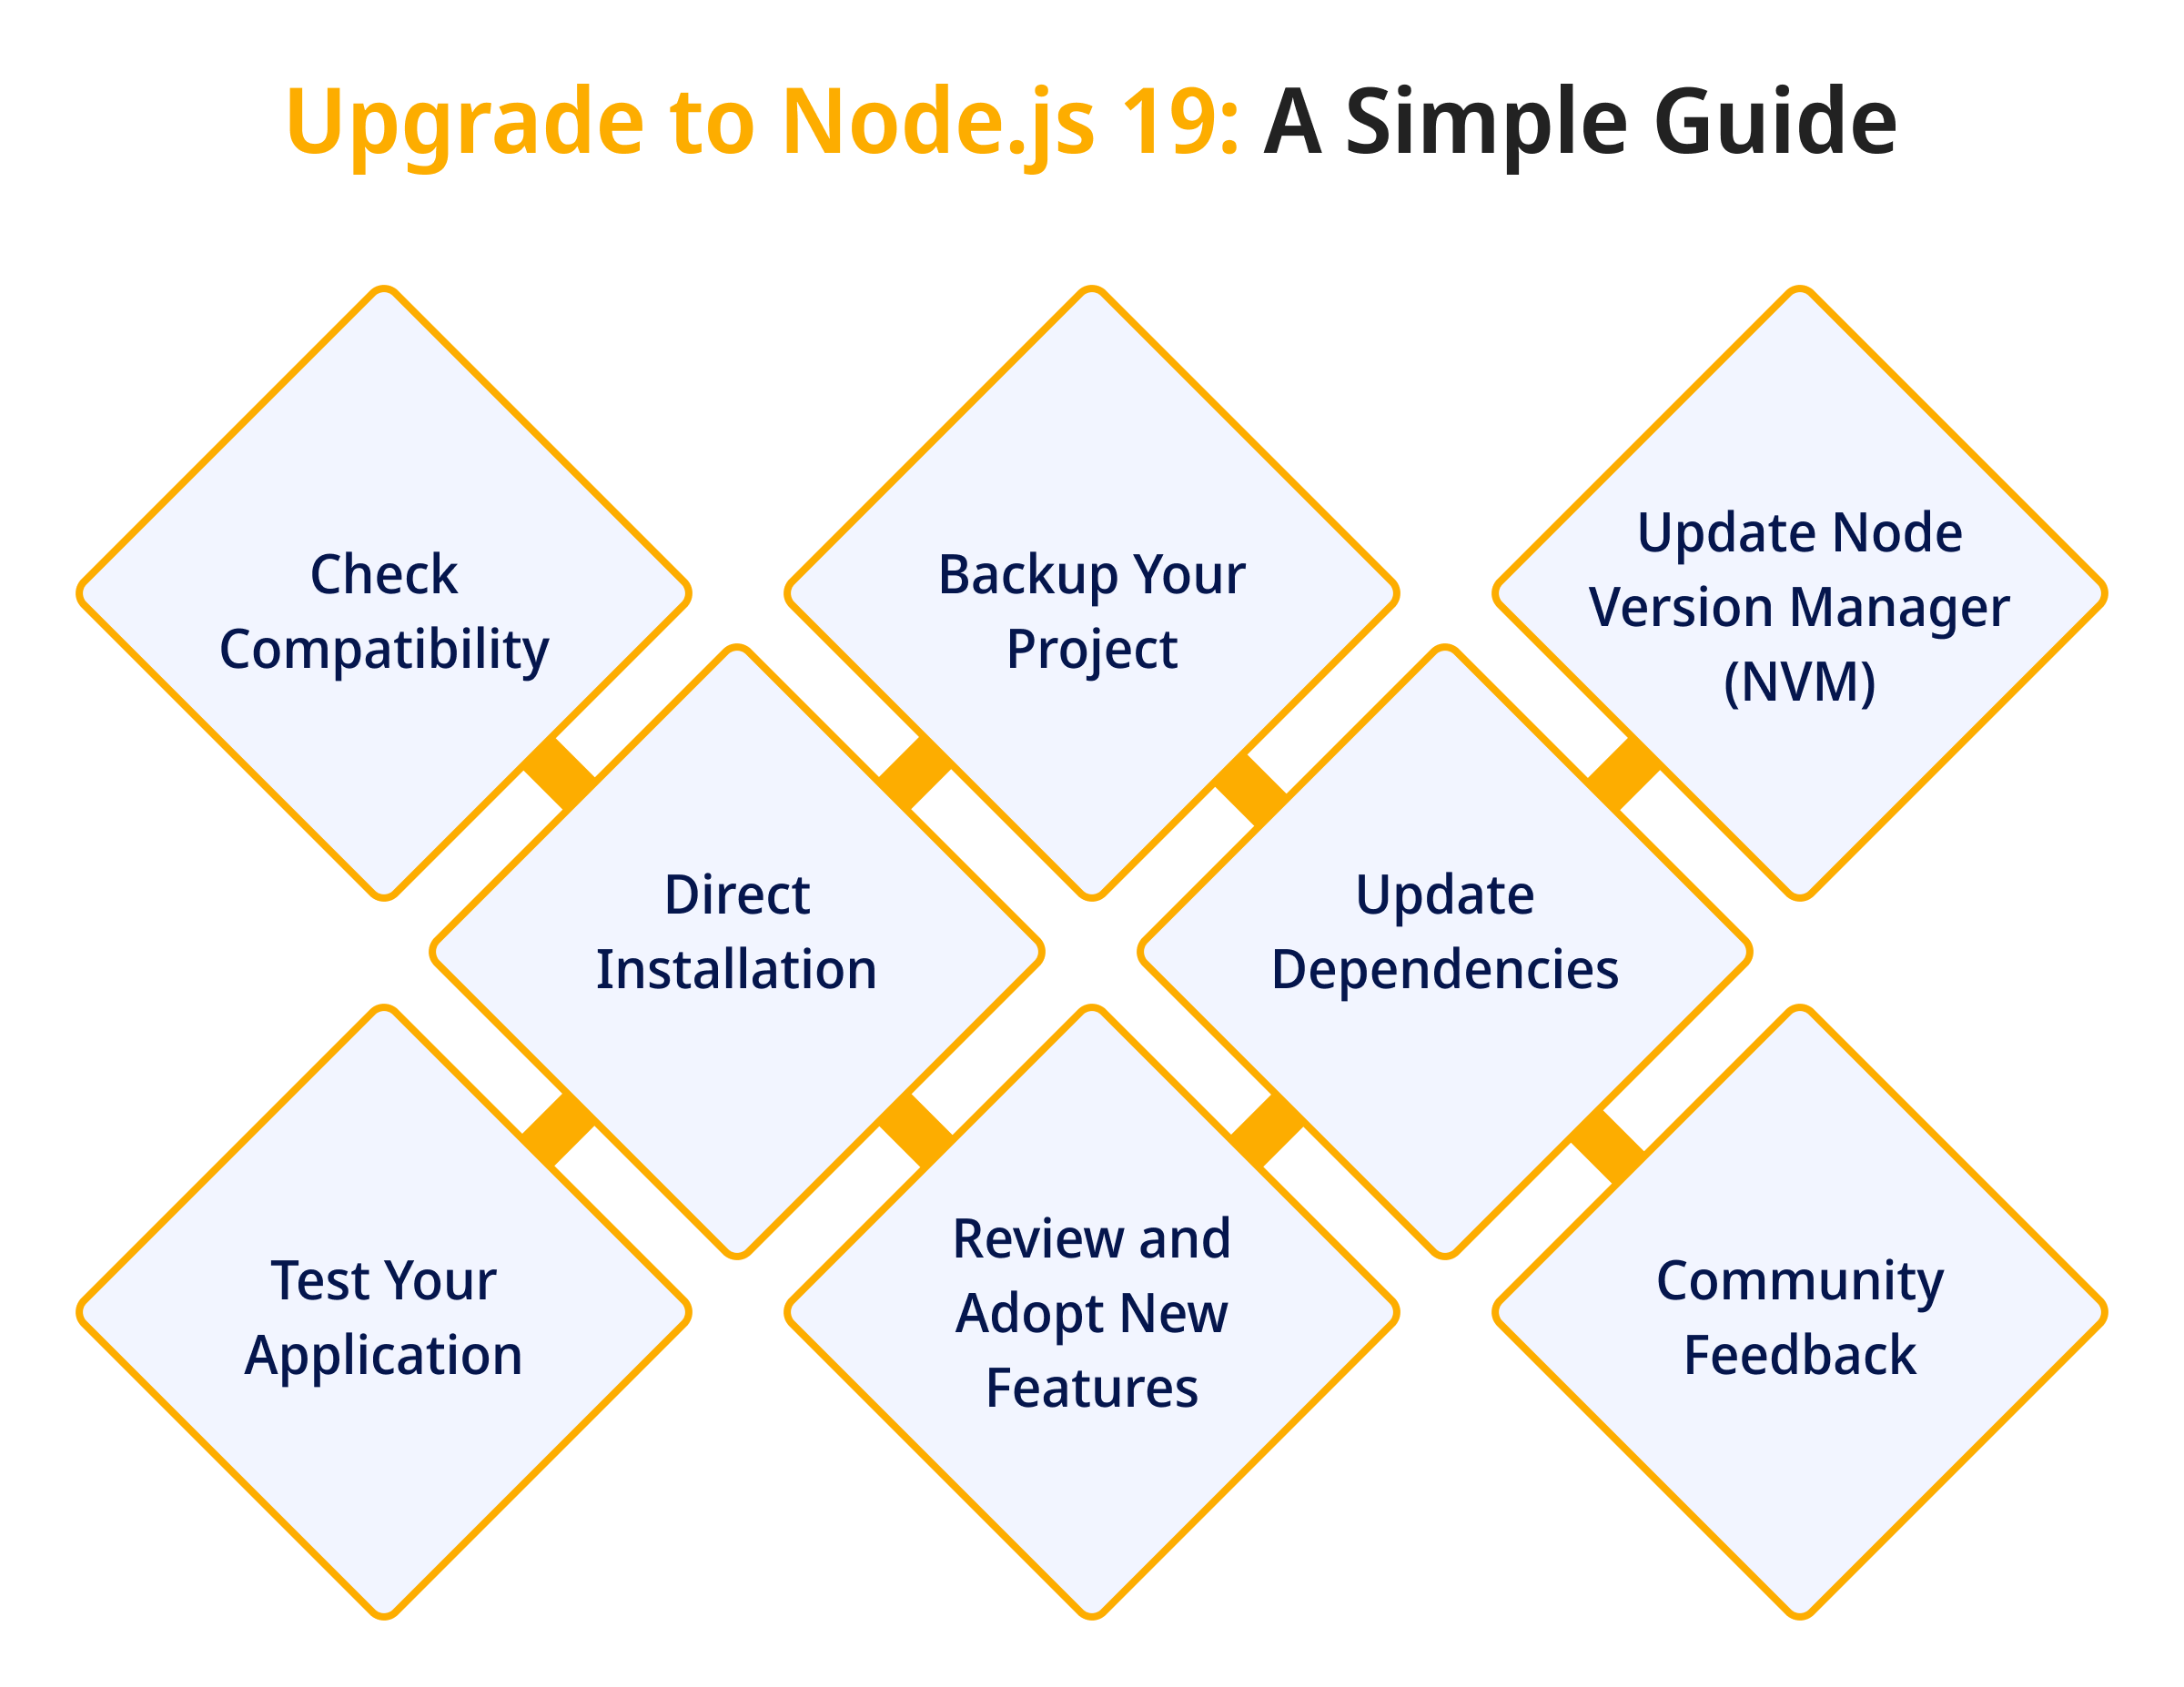 Upgrade to Node.js 19: A Simple Guide
Check
Compatibility
Backup Your
Project
Update Node
Version Manager
(NVM)
Direct
Installation
Update
Dependencies
Test Your
Application
Review and
Adopt New
Features
Community
Feedback